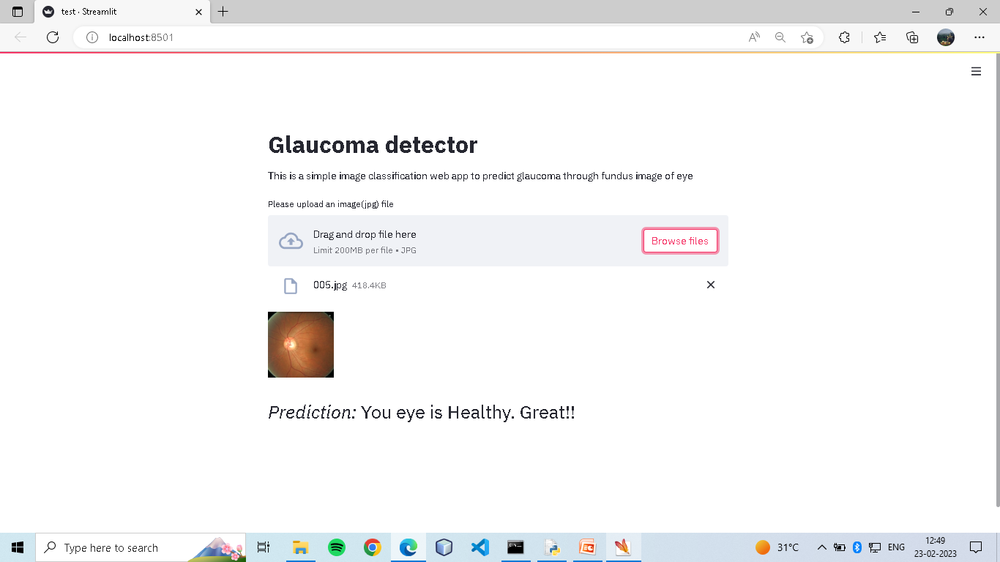 test · Streamlit
localhost:8501
Glaucoma detector
This is a simple image classification web app to predict glaucoma through fundus image of eye
Please upload an image(jpg) file
Drag and drop file here
Limit 200MB per file • JPG
Browse files
005.jpg 418.4KB
Prediction: You eye is Healthy. Great!!
Type here to search
31°C
ENG
12:49
23-02-2023